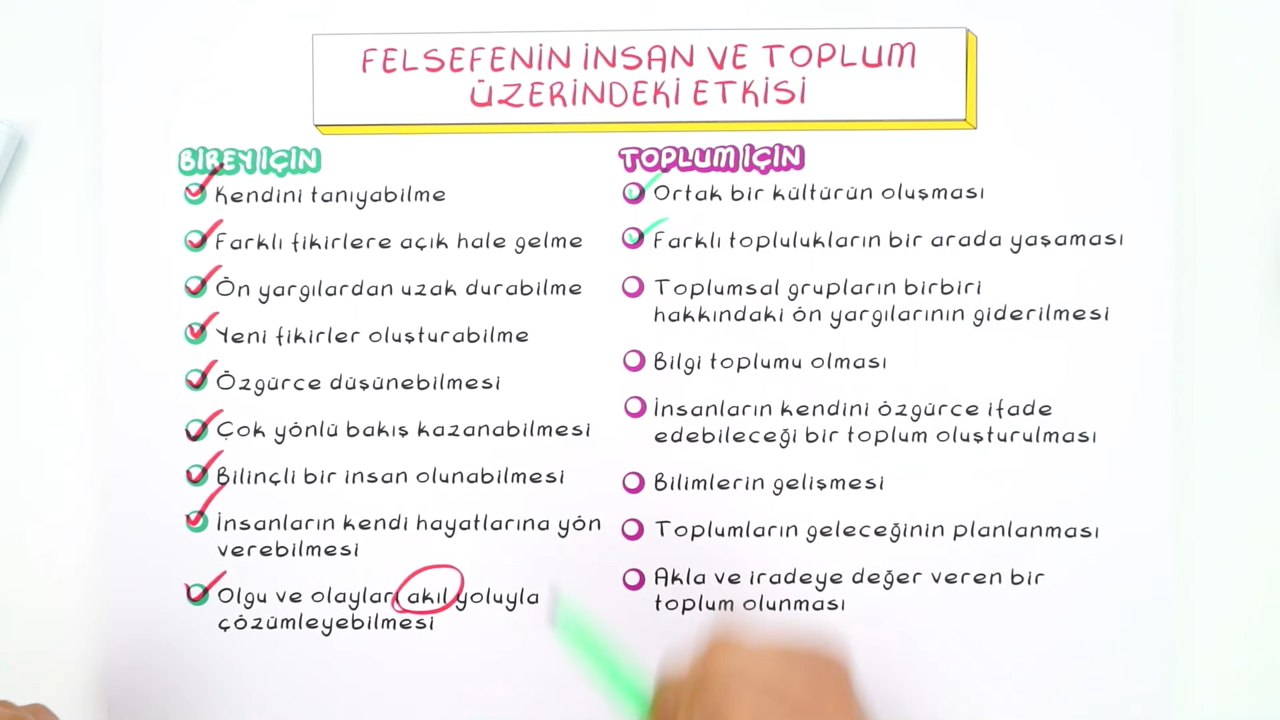 FELSEFENİN İNSAN VE TOPLUM
ÜZERİNDEKİ ETKİSİ
BİREY İÇİN
Kendini tanıyabilme
Farklı fikirlere açık hale gelme
Ön yargılardan uzak durabilme
Yeni fikirler oluşturabilme
Özgürce düşünebilmesi
Çok yönlü bakış kazanabilmesi
Bilinçli bir insan olunabilmesi
İnsanların kendi hayatlarına yön
verebilmesi
Olgu ve olayları akıl yoluyla
çözümleyebilmesi
TOPLUM İÇİN
Ortak bir kültürün oluşması
Farklı toplulukların bir arada yaşaması
Toplumsal grupların birbiri
hakkındaki ön yargılarının giderilmesi
Bilgi toplumu olması
İnsanların kendini özgürce ifade
edebileceği bir toplum oluşturulması
Bilimlerin gelişmesi
Toplumların geleceğinin planlanması
Akla ve iradeye değer veren bir
toplum olunması